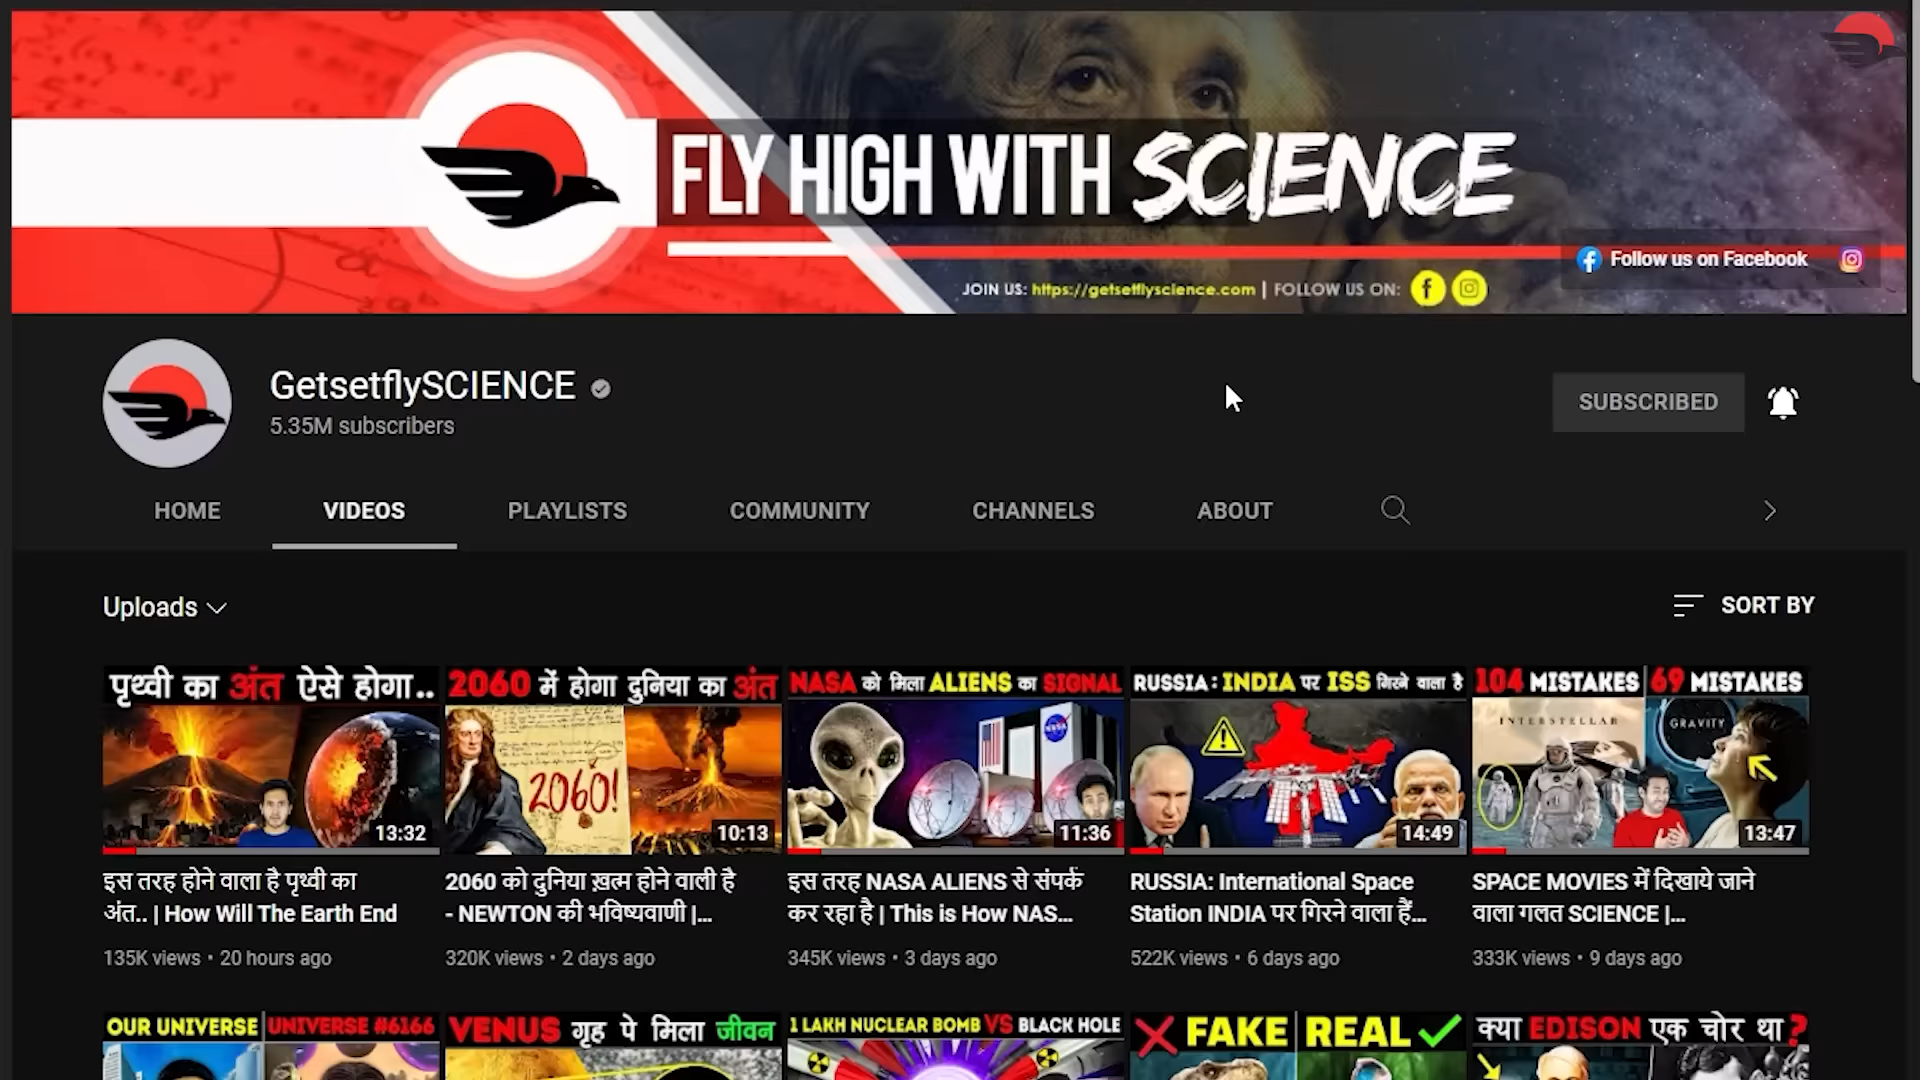 FLY HIGH WITH SCIENCE
Follow us on Facebook
JOIN US: https://getsetflyscience.com | FOLLOW US ON:
GetsetflySCIENCE
5.35M subscribers
SUBSCRIBED
HOME VIDEOS PLAYLISTS COMMUNITY CHANNELS ABOUT
Uploads
SORT BY
पृथ्वी का अंत ऐसे होगा..
13:32
इस तरह होने वाला है पृथ्वी का
अंत.. | How Will The Earth End
135K views • 20 hours ago
2060 में होगा दुनिया का अंत
2060!
10:13
2060 को दुनिया ख़त्म होने वाली है
- NEWTON की भविष्यवाणी |...
320K views • 2 days ago
NASA को मिला ALIENS का SIGNAL
NASA
11:36
इस तरह NASA ALIENS से संपर्क
कर रहा है | This is How NAS...
345K views • 3 days ago
RUSSIA : INDIA पर ISS गिरने वाला है
14:49
RUSSIA: International Space
Station INDIA पर गिरने वाला हैं...
522K views • 6 days ago
104 MISTAKES 69 MISTAKES
INTERSTELLAR
GRAVITY
13:47
SPACE MOVIES में दिखाये जाने
वाला गलत SCIENCE |...
333K views • 9 days ago
OUR UNIVERSE UNIVERSE #6166
VENUS गृह पे मिला जीवन
1 LAKH NUCLEAR BOMB VS BLACK HOLE
FAKE REAL
क्या EDISON एक चोर था ?